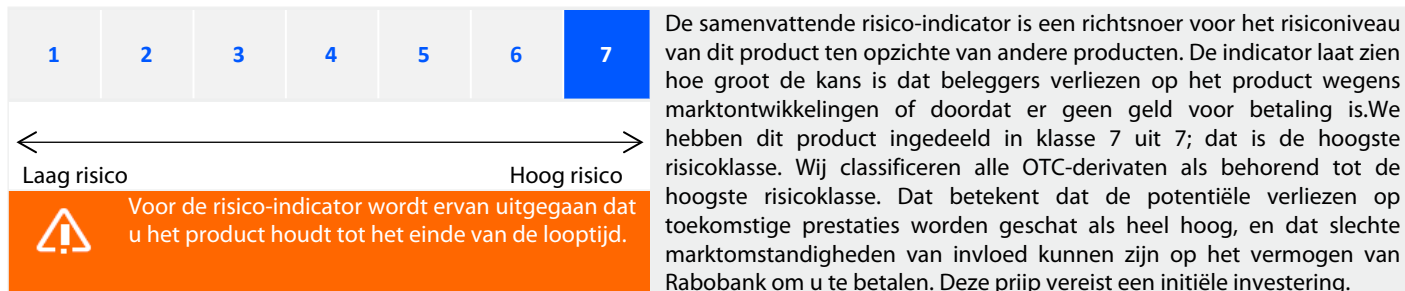 1 2 3 4 5 6 7
Laag risico Hoog risico
Voor de risico-indicator wordt ervan uitgegaan dat
u het product houdt tot het einde van de looptijd.
De samenvattende risico-indicator is een richtsnoer voor het risiconiveau
van dit product ten opzichte van andere producten. De indicator laat zien
hoe groot de kans is dat beleggers verliezen op het product wegens
marktontwikkelingen of doordat er geen geld voor betaling is.We
hebben dit product ingedeeld in klasse 7 uit 7; dat is de hoogste
risicoklasse. Wij classificeren alle OTC-derivaten als behorend tot de
hoogste risicoklasse. Dat betekent dat de potentiële verliezen op
toekomstige prestaties worden geschat als heel hoog, en dat slechte
marktomstandigheden van invloed kunnen zijn op het vermogen van
Rabobank om u te betalen. Deze prijp vereist een initiële investering.